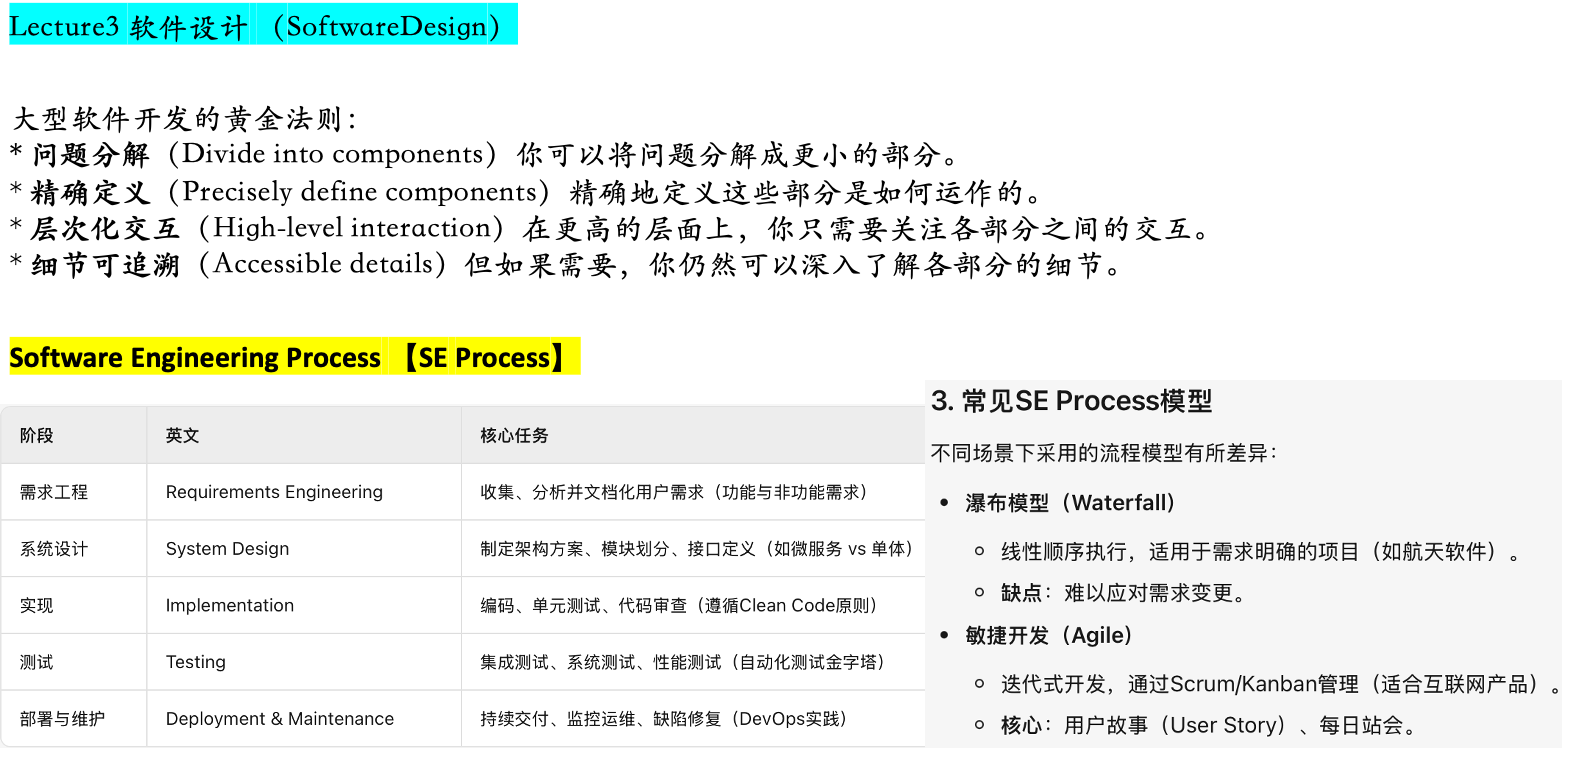 Lecture3 软件设计 （SoftwareDesign）
大型软件开发的黄金法则：
* 问题分解（Divide into components）你可以将问题分解成更小的部分。
* 精确定义（Precisely define components）精确地定义这些部分是如何运作的。
* 层次化交互（High-level interaction）在更高的层面上，你只需要关注各部分之间的交互。
* 细节可追溯（Accessible details）但如果需要，你仍然可以深入了解各部分的细节。
Software Engineering Process 【SE Process】
阶段 英文 核心任务
需求工程 Requirements Engineering 收集、分析并文档化用户需求（功能与非功能需求）
系统设计 System Design 制定架构方案、模块划分、接口定义（如微服务 vs 单体）
实现 Implementation 编码、单元测试、代码审查（遵循Clean Code原则）
测试 Testing 集成测试、系统测试、性能测试（自动化测试金字塔）
部署与维护 Deployment & Maintenance 持续交付、监控运维、缺陷修复（DevOps实践）
3. 常见SE Process模型
不同场景下采用的流程模型有所差异：
• 瀑布模型（Waterfall）
○ 线性顺序执行，适用于需求明确的项目（如航天软件）。
○ 缺点：难以应对需求变更。
• 敏捷开发（Agile）
○ 迭代式开发，通过Scrum/Kanban管理（适合互联网产品）。
○ 核心：用户故事（User Story）、每日站会。